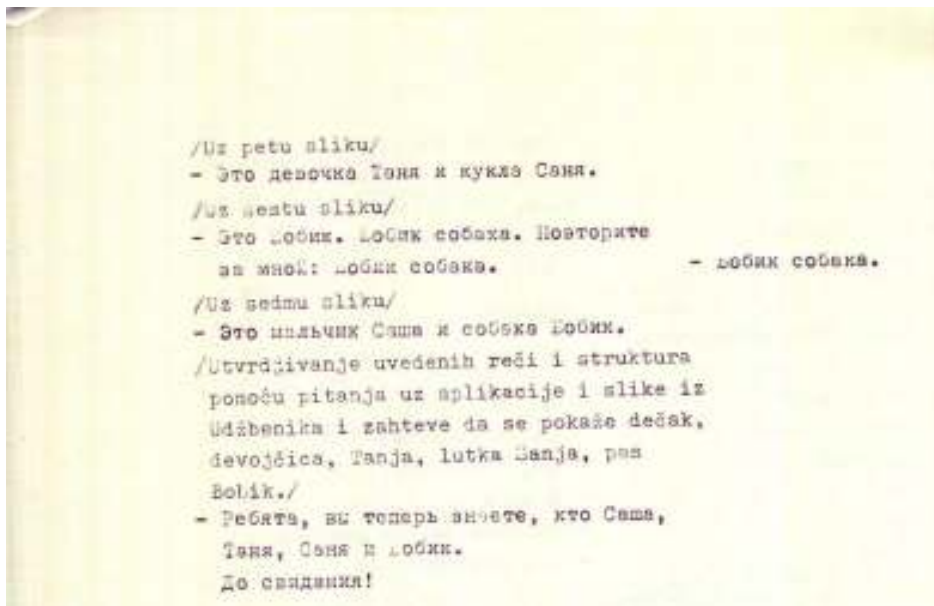 /Uz petu sliku/
- Это девочка Таня и кукла Саня.
/Uz šestu sliku/
- Это Бобик. Бобик собака. Повторите
за мной: Бобик собака. - Бобик собака.
/Uz sedmu sliku/
- Это мальчик Саша и собака Бобик.
/Utvrdjivanje uvedenih reči i struktura
pomoću pitanja uz aplikacije i slike iz
Udžbenika i zahteve da se pokaže dečak,
devojčica, Tanja, lutka Sanja, pas
Bobik./
- Ребята, вы теперь знаете, кто Саша,
Таня, Саня и Бобик.
До свидания!